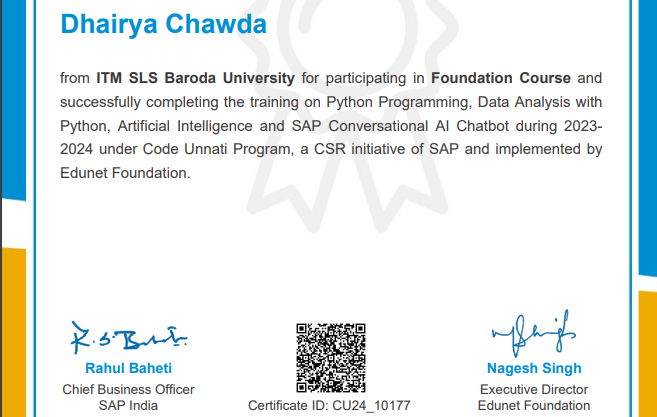 Dhairya Chawda
from ITM SLS Baroda University for participating in Foundation Course and
successfully completing the training on Python Programming, Data Analysis with
Python, Artificial Intelligence and SAP Conversational AI Chatbot during 2023-
2024 under Code Unnati Program, a CSR initiative of SAP and implemented by
Edunet Foundation.
Rahul Baheti
Chief Business Officer
SAP India
Certificate ID: CU24_10177
Nagesh Singh
Executive Director
Edunet Foundation